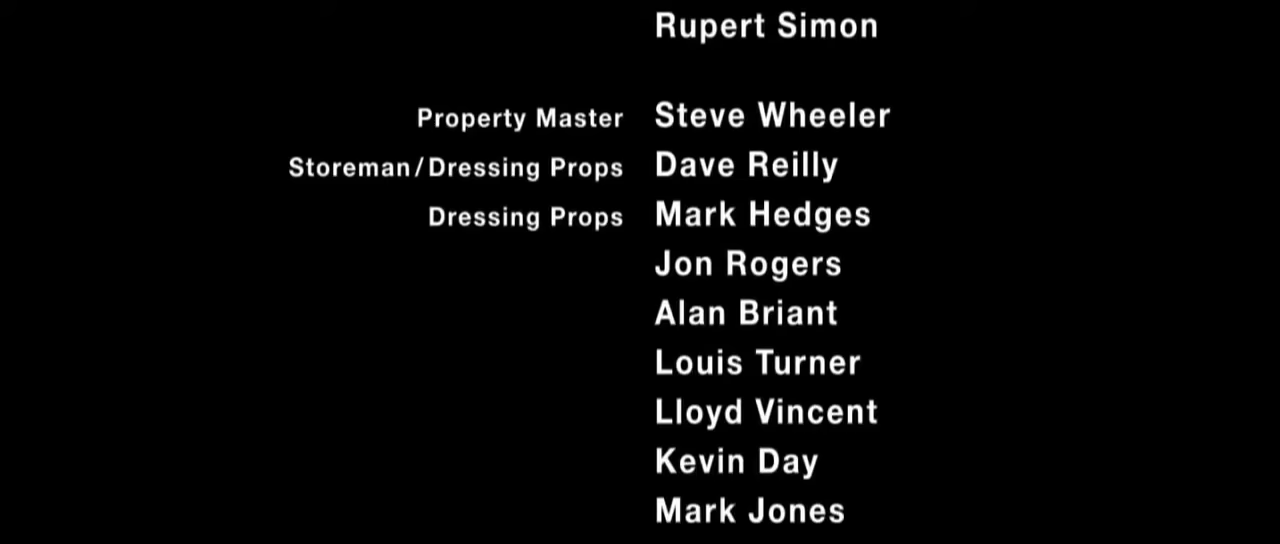 Rupert Simon
Property Master Steve Wheeler
Storeman/Dressing Props Dave Reilly
Dressing Props Mark Hedges
Jon Rogers
Alan Briant
Louis Turner
Lloyd Vincent
Kevin Day
Mark Jones